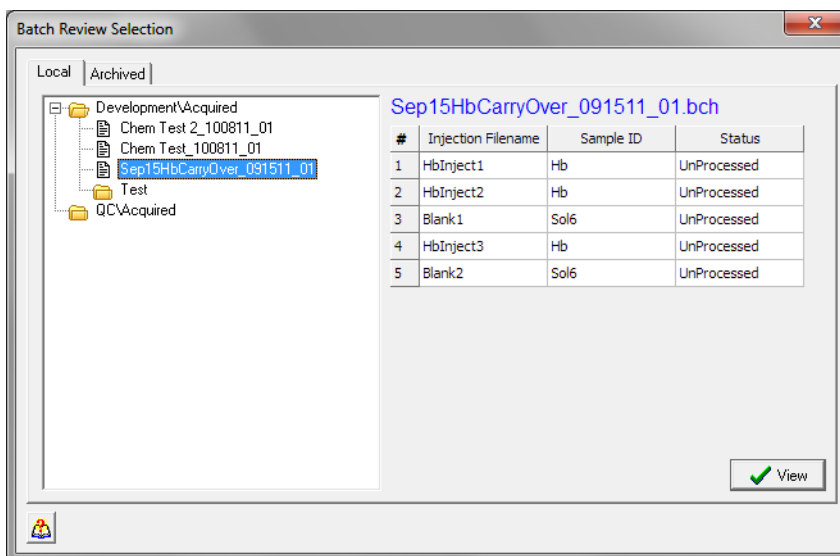 Batch Review Selection
Local Archived
Development\Acquired
Chem Test 2_100811_01
Chem Test_100811_01
Sep15HbCarryOver_091511_01
Test
QC\Acquired
Sep15HbCarryOver_091511_01.bch
# Injection Filename Sample ID Status
1 HbInject1 Hb UnProcessed
2 HbInject2 Hb UnProcessed
3 Blank1 Sol6 UnProcessed
4 HbInject3 Hb UnProcessed
5 Blank2 Sol6 UnProcessed
View